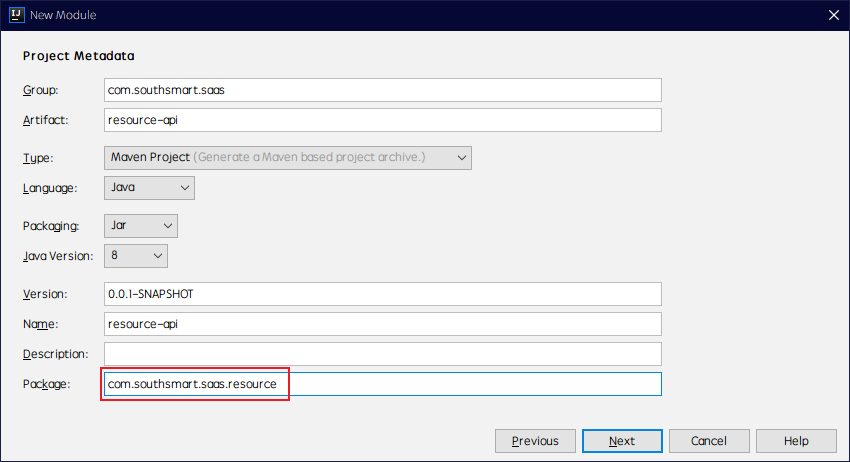 IJ New Module
Project Metadata
Group: com.southsmart.saas
Artifact: resource-api
Type: Maven Project (Generate a Maven based project archive.)
Language: Java
Packaging: Jar
Java Version: 8
Version: 0.0.1-SNAPSHOT
Name: resource-api
Description:
Package: com.southsmart.saas.resource
Previous Next Cancel Help